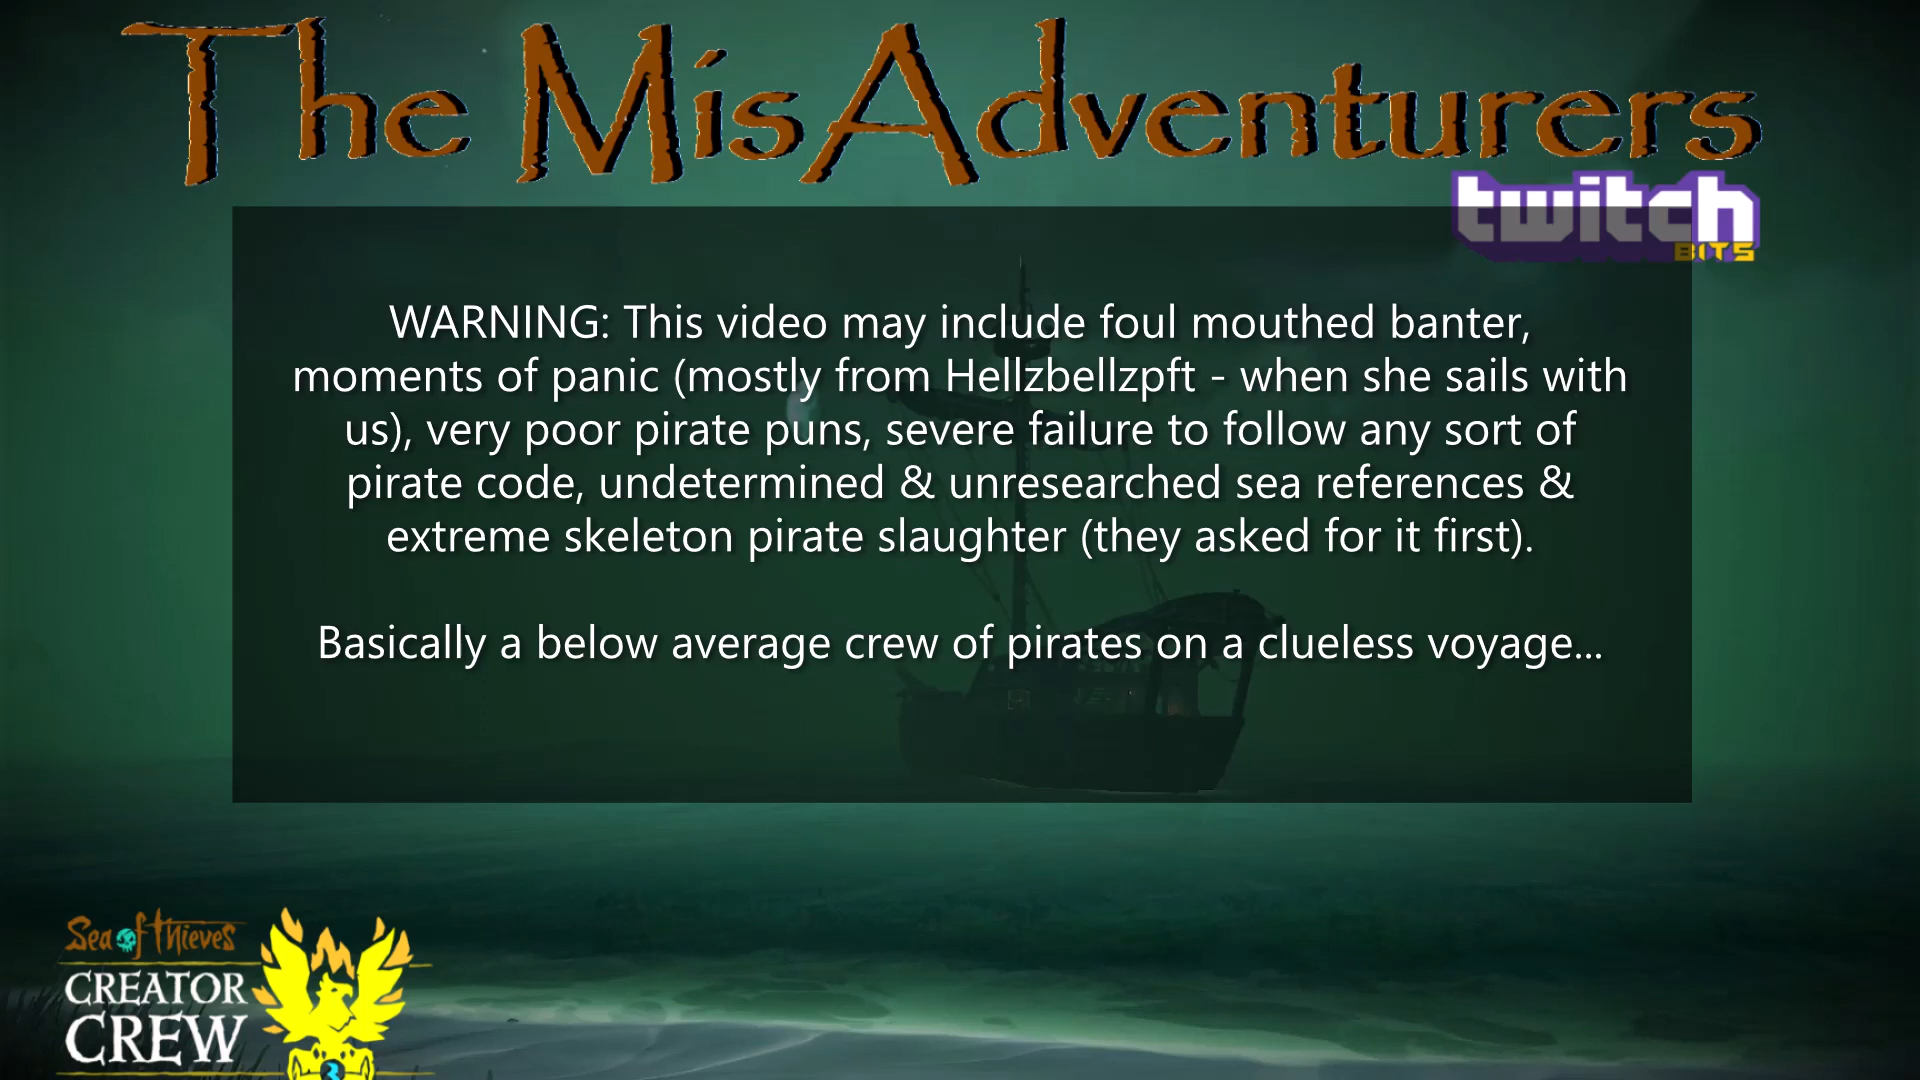 The MisAdventurers
twitch
BITS
WARNING: This video may include foul mouthed banter,
moments of panic (mostly from Hellzbellzpft - when she sails with
us), very poor pirate puns, severe failure to follow any sort of
pirate code, undetermined & unresearched sea references &
extreme skeleton pirate slaughter (they asked for it first).
Basically a below average crew of pirates on a clueless voyage...
Sea of Thieves
CREATOR
CREW